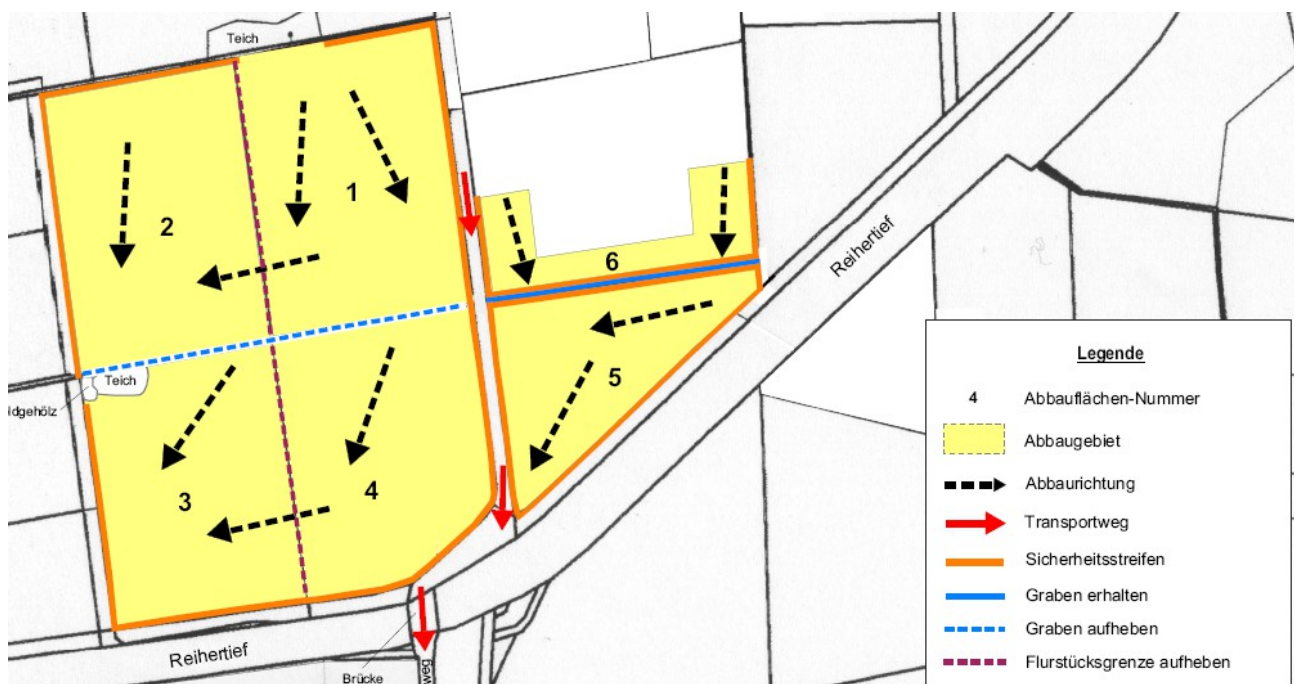 Teich
1
2
6
Reihertief
5
Teich
ldgehölz
3
4
Reihertief
Brücke
weg
Legende
4 Abbauflächen-Nummer
Abbaugebiet
Abbaurichtung
Transportweg
Sicherheitsstreifen
Graben erhalten
Graben aufheben
Flurstücksgrenze aufheben